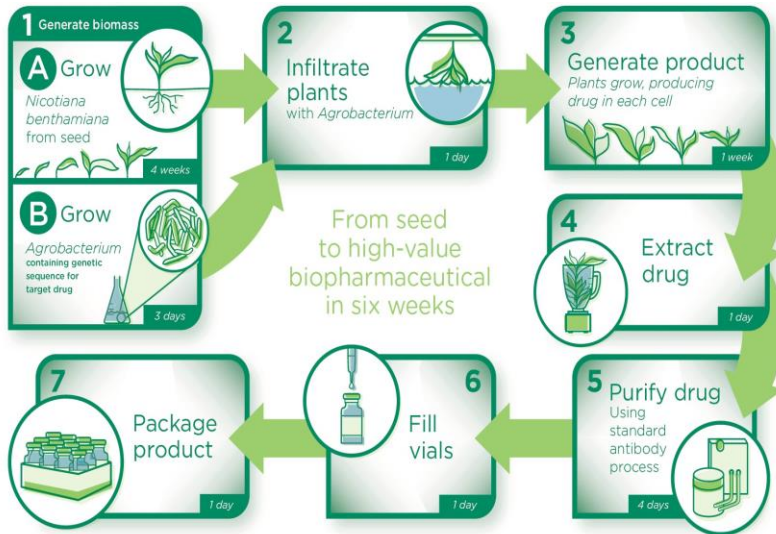 1 Generate biomass
A Grow
Nicotiana
benthamiana
from seed
4 weeks
B Grow
Agrobacterium
containing genetic
sequence for
target drug
3 days
2
Infiltrate
plants
with Agrobacterium
1 day
3
Generate product
Plants grow, producing
drug in each cell
1 week
From seed
to high-value
biopharmaceutical
in six weeks
4
Extract
drug
1 day
5
Purify drug
Using
standard
antibody
process
4 days
6
Fill
vials
1 day
7
Package
product
1 day